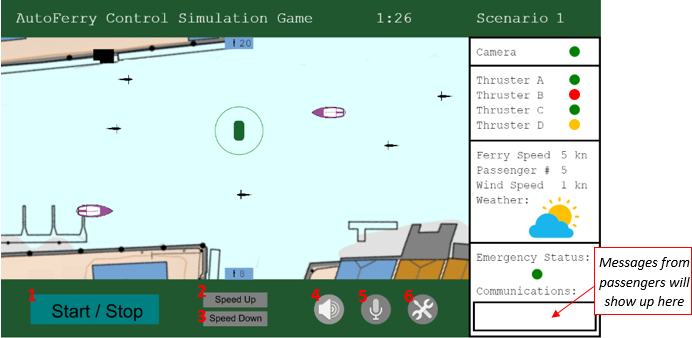 AutoFerry Control Simulation Game 1:26 Scenario 1
20
Camera
Thruster A
Thruster B
Thruster C
Thruster D
Ferry Speed 5 kn
Passenger # 5
Wind Speed 1 kn
Weather:
Emergency Status:
Communications:
Messages from
passengers will
show up here
8
1 Start / Stop
2 Speed Up
3 Speed Down
4
5
6